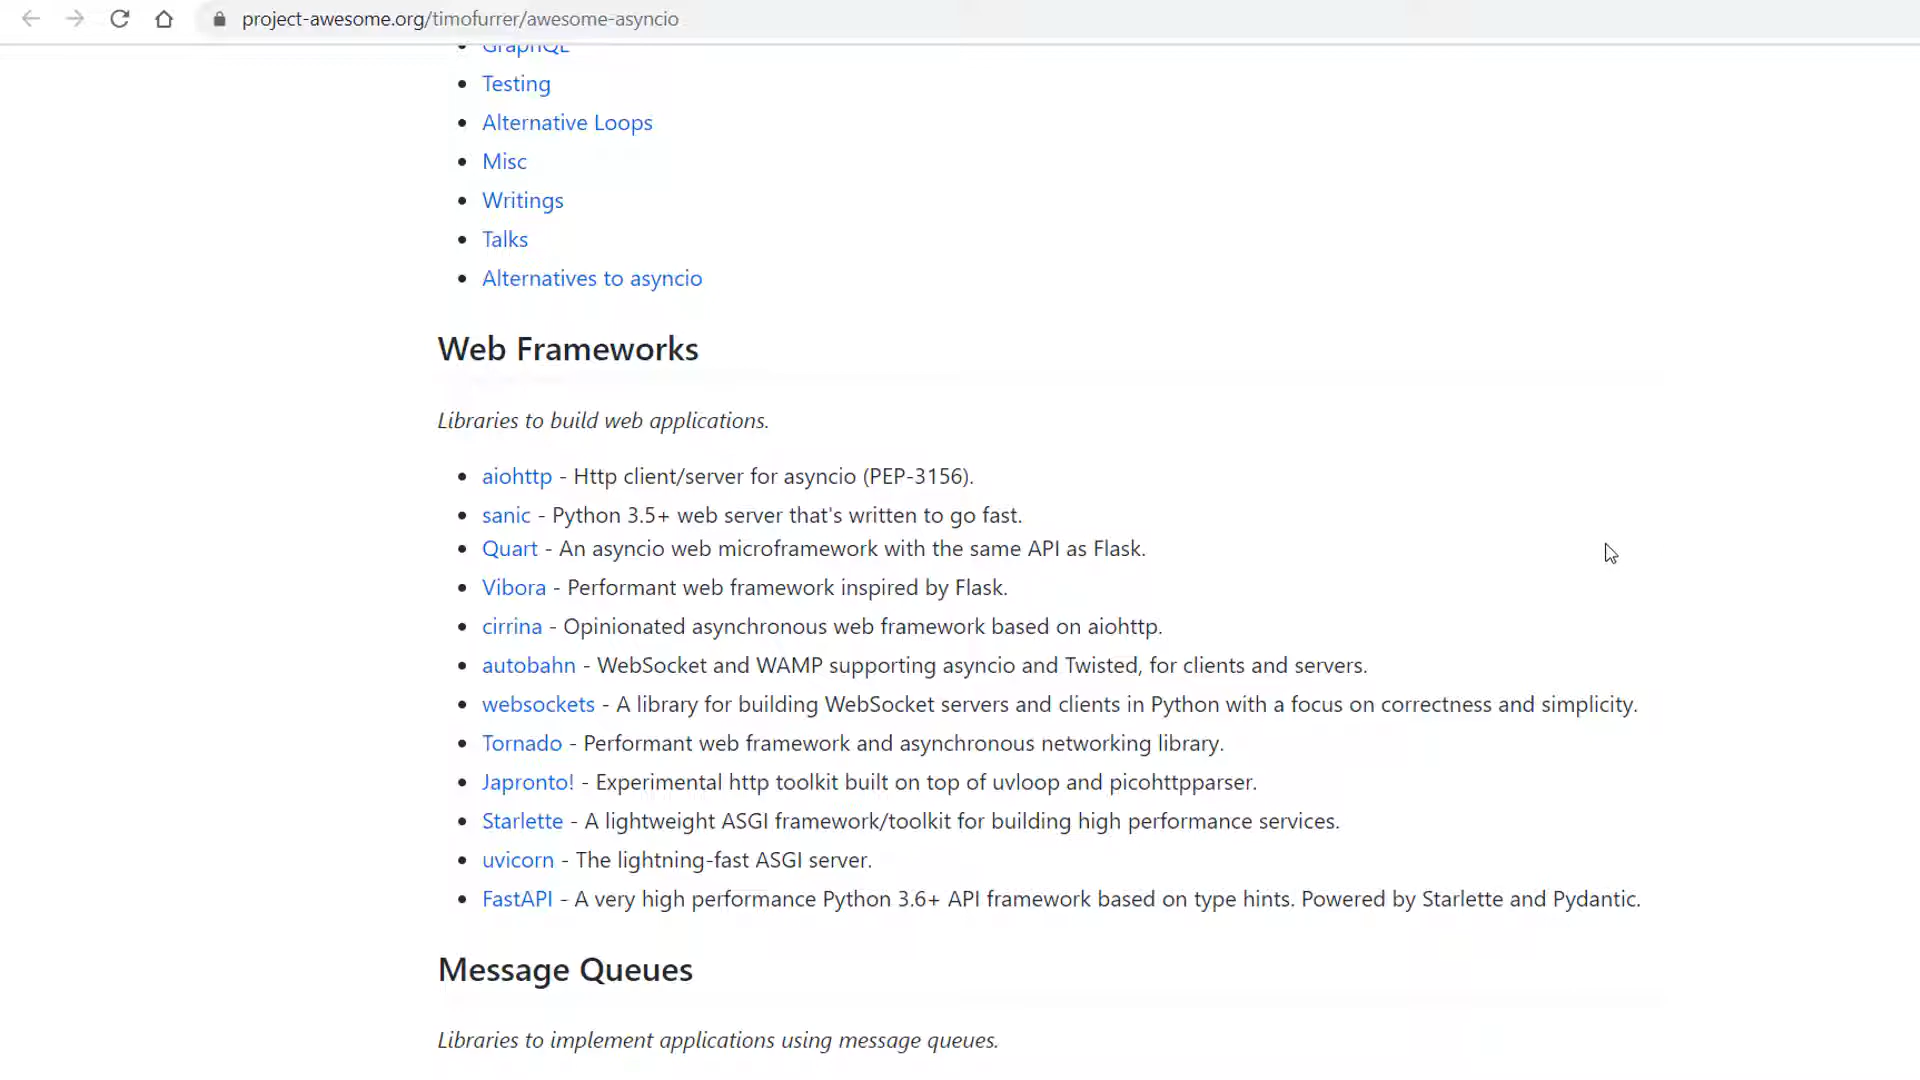 project-awesome.org/timofurrer/awesome-asyncio
GraphQL
Testing
Alternative Loops
Misc
Writings
Talks
Alternatives to asyncio
Web Frameworks
Libraries to build web applications.
aiohttp - Http client/server for asyncio (PEP-3156).
sanic - Python 3.5+ web server that's written to go fast.
Quart - An asyncio web microframework with the same API as Flask.
Vibora - Performant web framework inspired by Flask.
cirrina - Opinionated asynchronous web framework based on aiohttp.
autobahn - WebSocket and WAMP supporting asyncio and Twisted, for clients and servers.
websockets - A library for building WebSocket servers and clients in Python with a focus on correctness and simplicity.
Tornado - Performant web framework and asynchronous networking library.
Japronto! - Experimental http toolkit built on top of uvloop and picohttpparser.
Starlette - A lightweight ASGI framework/toolkit for building high performance services.
uvicorn - The lightning-fast ASGI server.
FastAPI - A very high performance Python 3.6+ API framework based on type hints. Powered by Starlette and Pydantic.
Message Queues
Libraries to implement applications using message queues.